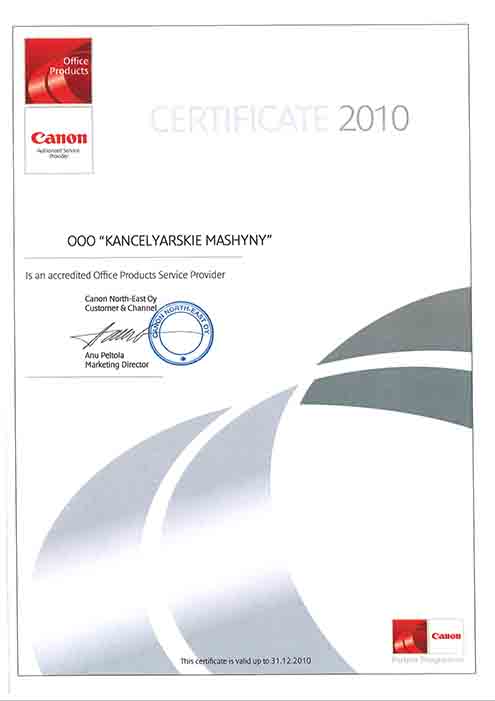 Office
Products
Canon
Authorized Service
Provider
CERTIFICATE 2010
OOO "KANCELYARSKIE MASHYNY"
Is an accredited Office Products Service Provider
Canon North-East Oy
Customer & Channel
CANON NORTH-EAST OY
Anu Peltola
Marketing Director
Canon
Partner Programme
This certificate is valid up to 31.12.2010